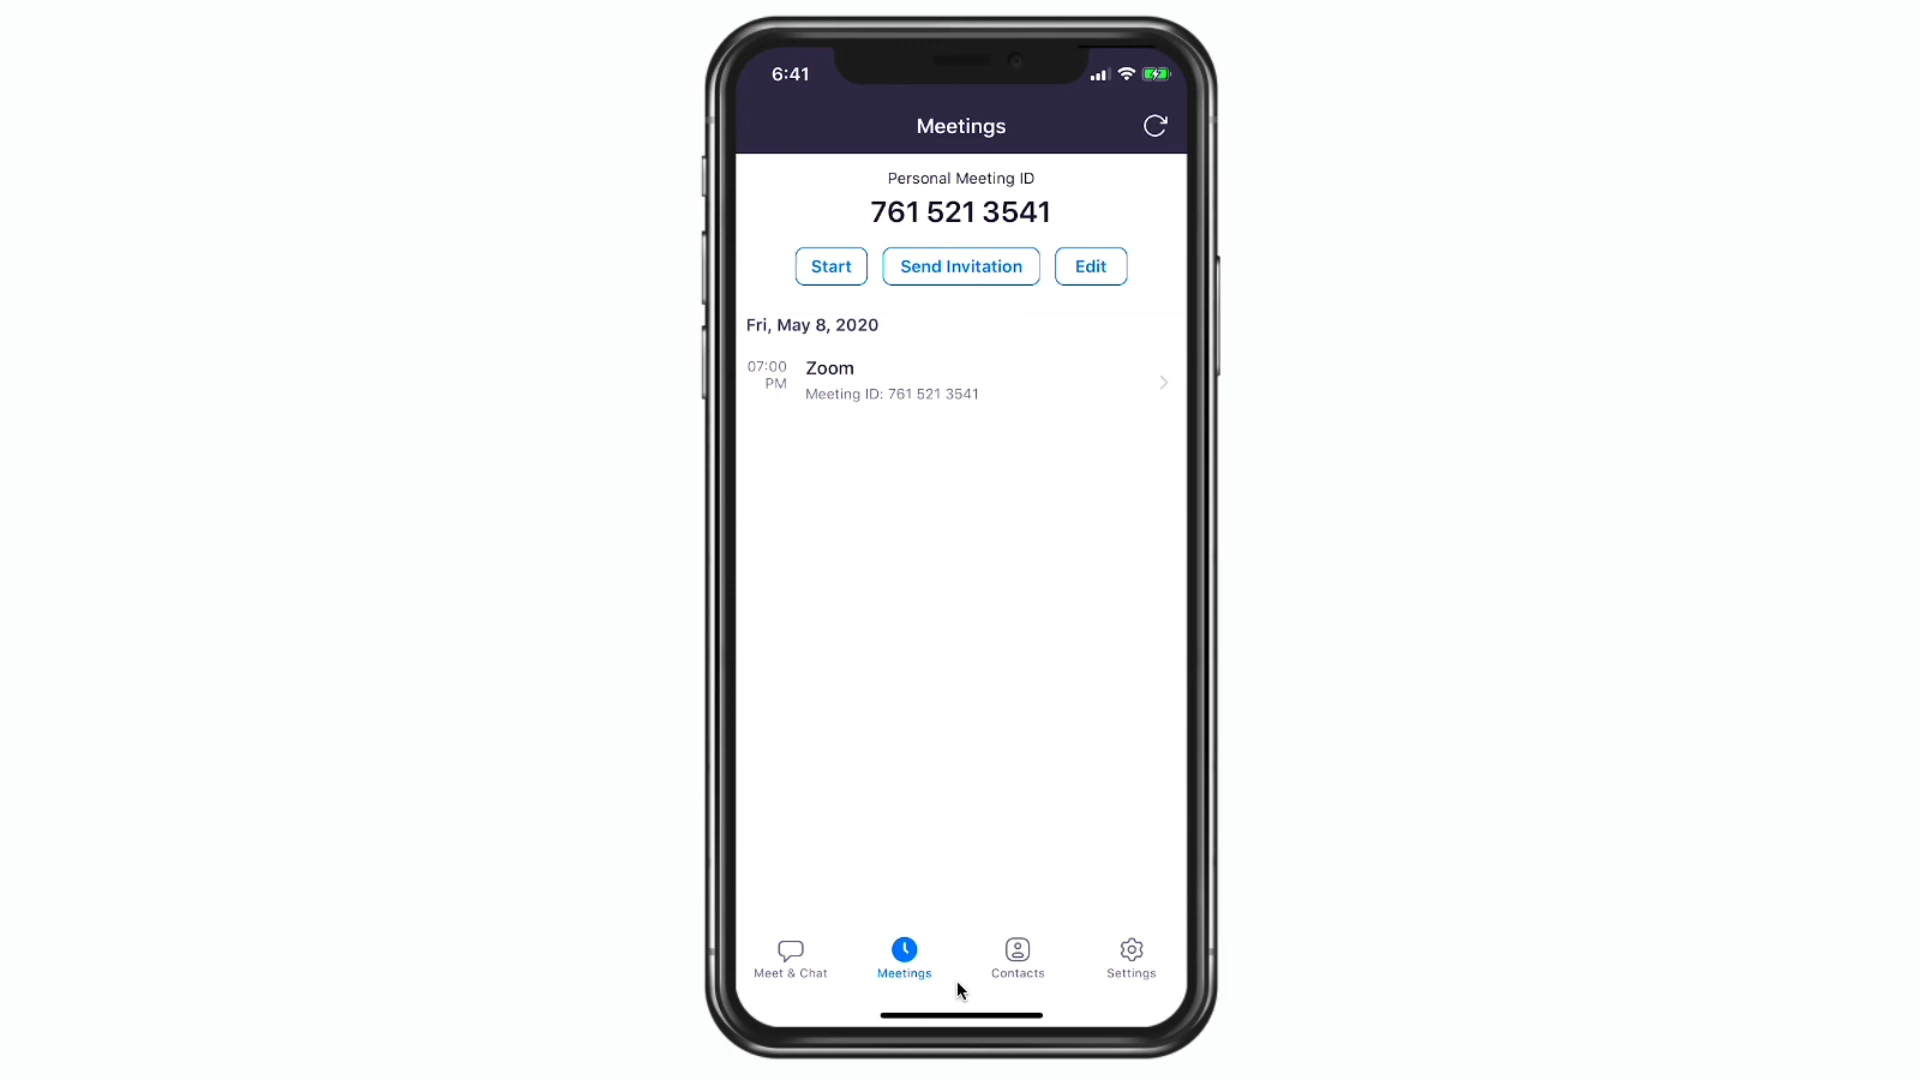 6:41
Meetings
Personal Meeting ID
761 521 3541
Start Send Invitation Edit
Fri, May 8, 2020
07:00 PM
Zoom
Meeting ID: 761 521 3541
Meet & Chat Meetings Contacts Settings